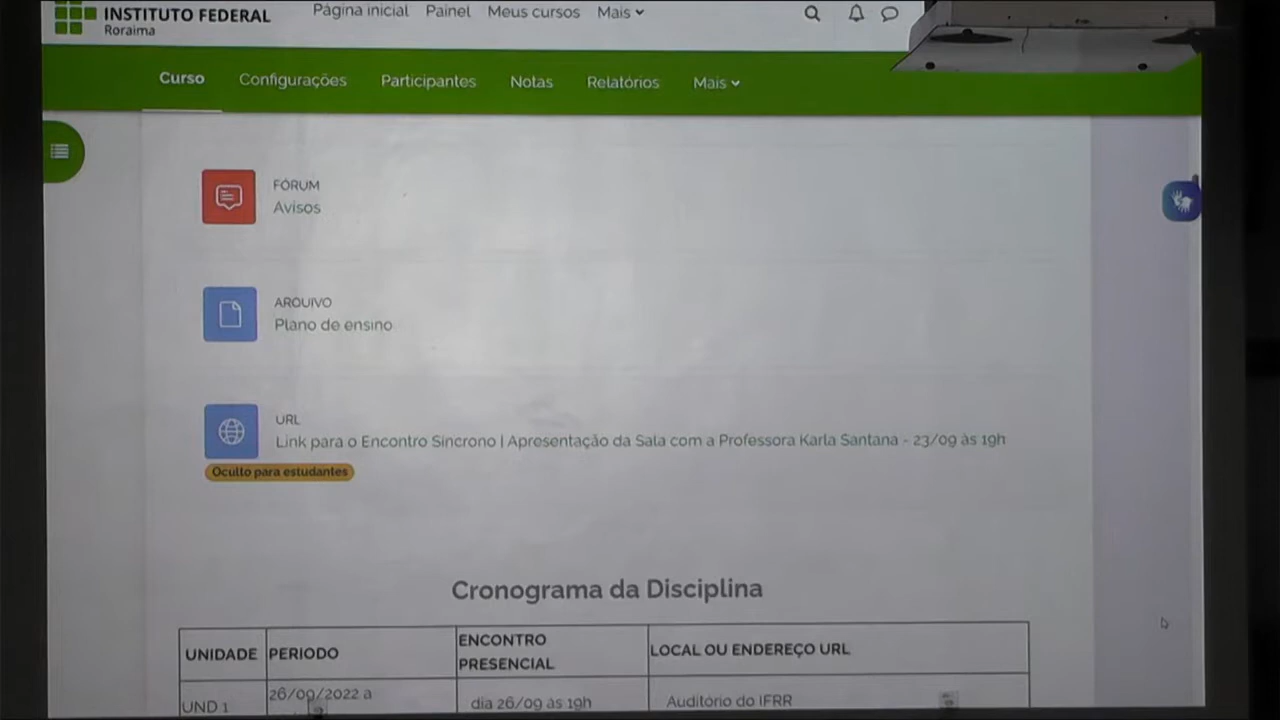 INSTITUTO FEDERAL
Roraima
Página inicial Painel Meus cursos Mais
Curso Configurações Participantes Notas Relatórios Mais
FÓRUM
Avisos
ARQUIVO
Plano de ensino
URL
Link para o Encontro Síncrono | Apresentação da Sala com a Professora Karla Santana - 23/09 às 19h
Oculto para estudantes
Cronograma da Disciplina
UNIDADE PERIODO ENCONTRO PRESENCIAL LOCAL OU ENDEREÇO URL
UND 1 26/09/2022 a dia 26/09 às 19h Auditório do IFRR